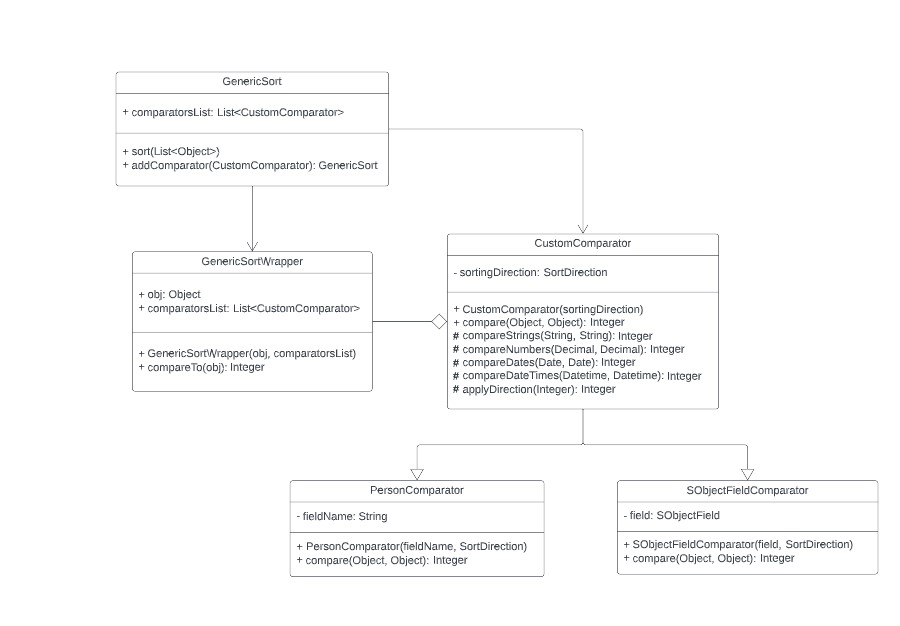 GenericSort
+ comparatorsList: List<CustomComparator>
+ sort(List<Object>)
+ addComparator(CustomComparator): GenericSort
GenericSortWrapper
+ obj: Object
+ comparatorsList: List<CustomComparator>
+ GenericSortWrapper(obj, comparatorsList)
+ compareTo(obj): Integer
CustomComparator
- sortingDirection: SortDirection
+ CustomComparator(sortingDirection)
+ compare(Object, Object): Integer
# compareStrings(String, String): Integer
# compareNumbers(Decimal, Decimal): Integer
# compareDates(Date, Date): Integer
# compareDateTimes(Datetime, Datetime): Integer
# applyDirection(Integer): Integer
PersonComparator
- fieldName: String
+ PersonComparator(fieldName, SortDirection)
+ compare(Object, Object): Integer
SObjectFieldComparator
- field: SObjectField
+ SObjectFieldComparator(field, SortDirection)
+ compare(Object, Object): Integer